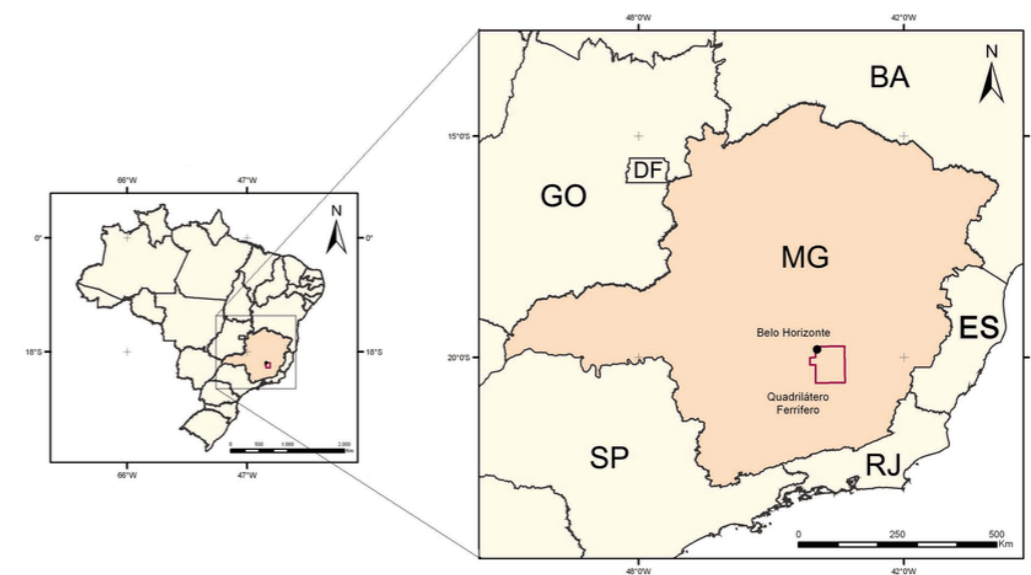 66°W 47°W
N
0° 0°
18°S 18°S
0 500 1.000 2.000
Km
66°W 47°W
48°0'W 42°0'W
N
BA
15°0'S
DF
GO
MG
ES
Belo Horizonte
20°0'S
Quadrilátero
Ferrífero
SP
RJ
0 250 500
Km
48°0'W 42°0'W